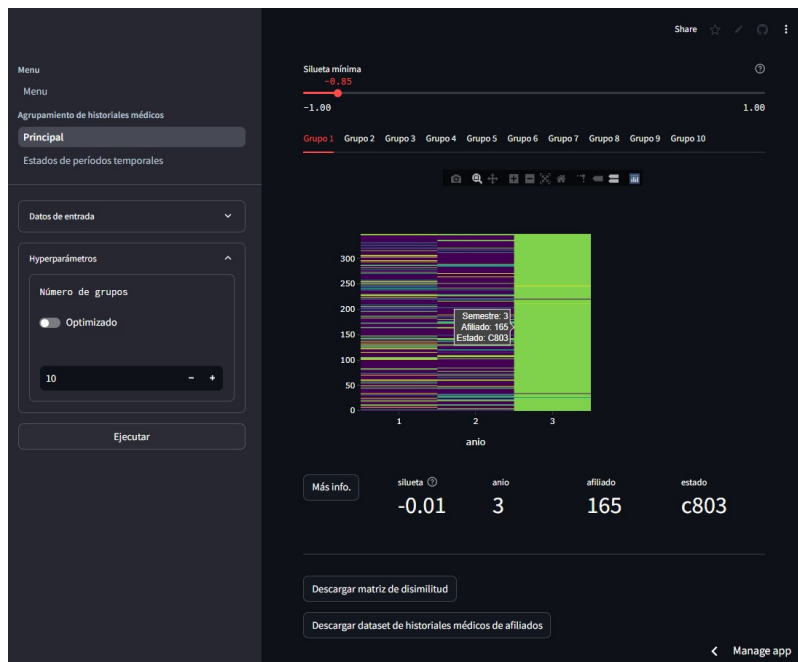 Share
Menu
Menu
Agrupamiento de historiales médicos
Principal
Estados de períodos temporales
Datos de entrada
Hyperparámetros
Número de grupos
Optimizado
10
Ejecutar
Silueta mínima
-0.85
-1.00 1.00
Grupo 1 Grupo 2 Grupo 3 Grupo 4 Grupo 5 Grupo 6 Grupo 7 Grupo 8 Grupo 9 Grupo 10
300
250
200
150
100
50
0
Semestre: 3
Afiliado: 165
Estado: C803
1 2 3
anio
Más info.
silueta anio afiliado estado
-0.01 3 165 c803
Descargar matriz de disimilitud
Descargar dataset de historiales médicos de afiliados
Manage app